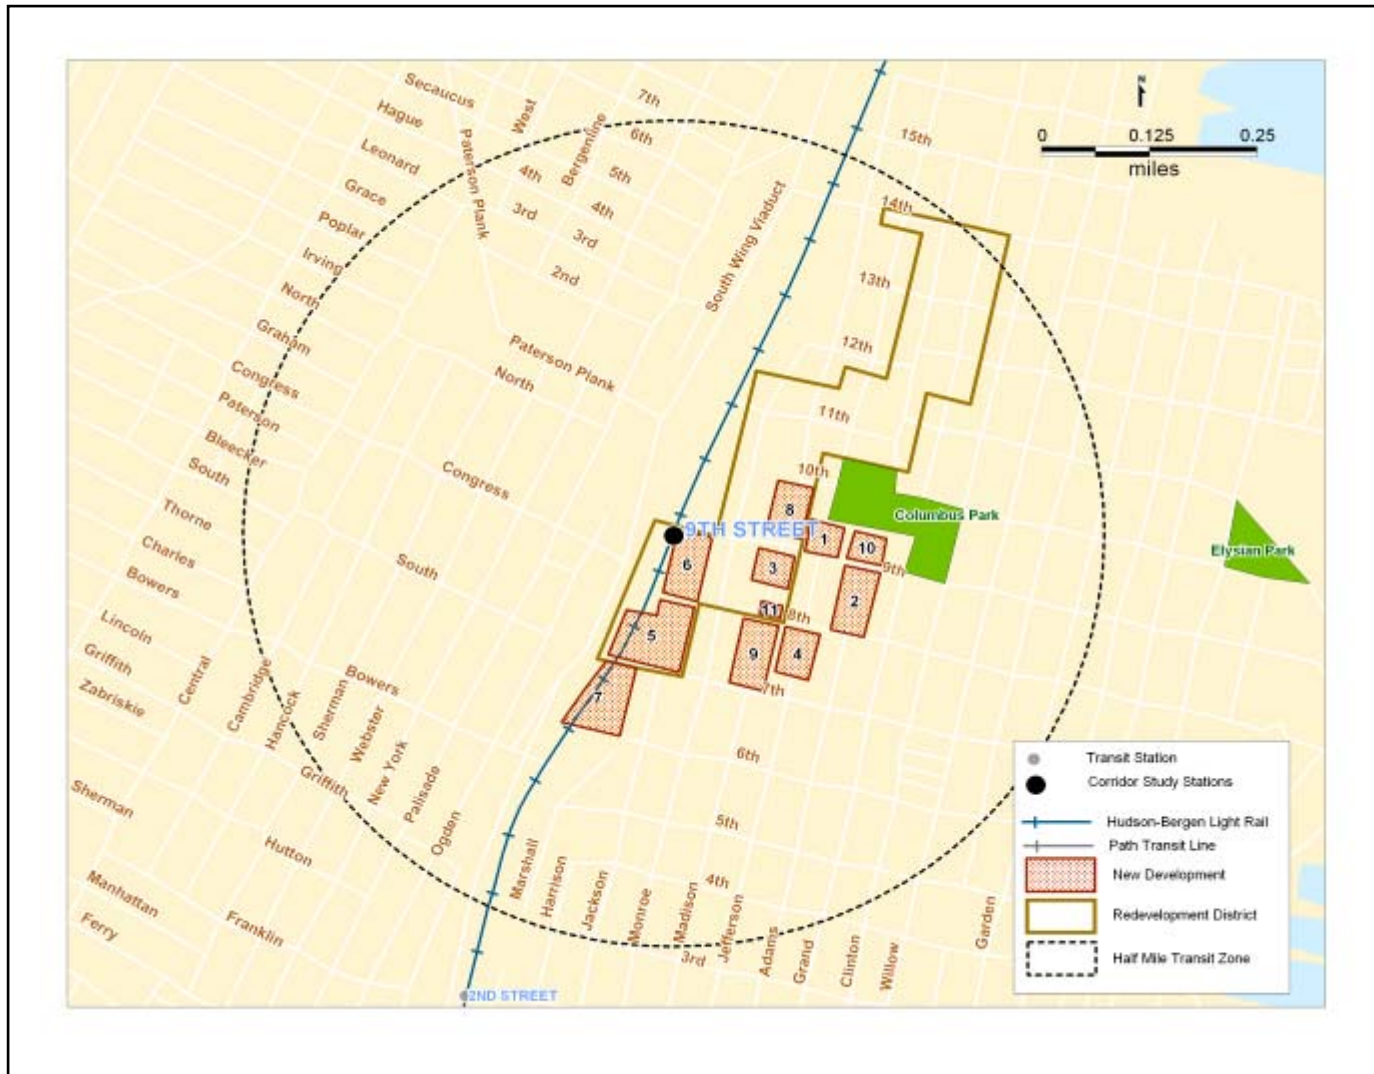 Secaucus
West
7th
Hague
Paterson Plank
Bergenline
6th
15th
N
0
0.125
0.25
miles
Leonard
4th
5th
Grace
3rd
4th
South Wing Viaduct
14th
Poplar
3rd
Irving
2nd
13th
North
Graham
Paterson Plank
12th
Congress
North
Paterson
11th
Bleecker
Congress
10th
South
8
Columbus Park
Thorne
9TH STREET
1
10
Elysian Park
Charles
South
6
3
9th
Bowers
2
11
8th
Lincoln
5
9
4
Griffith
Central
Cambridge
Hancock
Sherman
Bowers
7
7th
Zabriskie
Webster
New York
6th
Griffith
Palisade
Sherman
Ogden
5th
Hutton
Marshall
Harrison
Jackson
Monroe
4th
Madison
Jefferson
Adams
Grand
Clinton
Willow
Garden
Manhattan
Ferry
Franklin
3rd
2ND STREET
Transit Station
Corridor Study Stations
Hudson-Bergen Light Rail
Path Transit Line
New Development
Redevelopment District
Half Mile Transit Zone